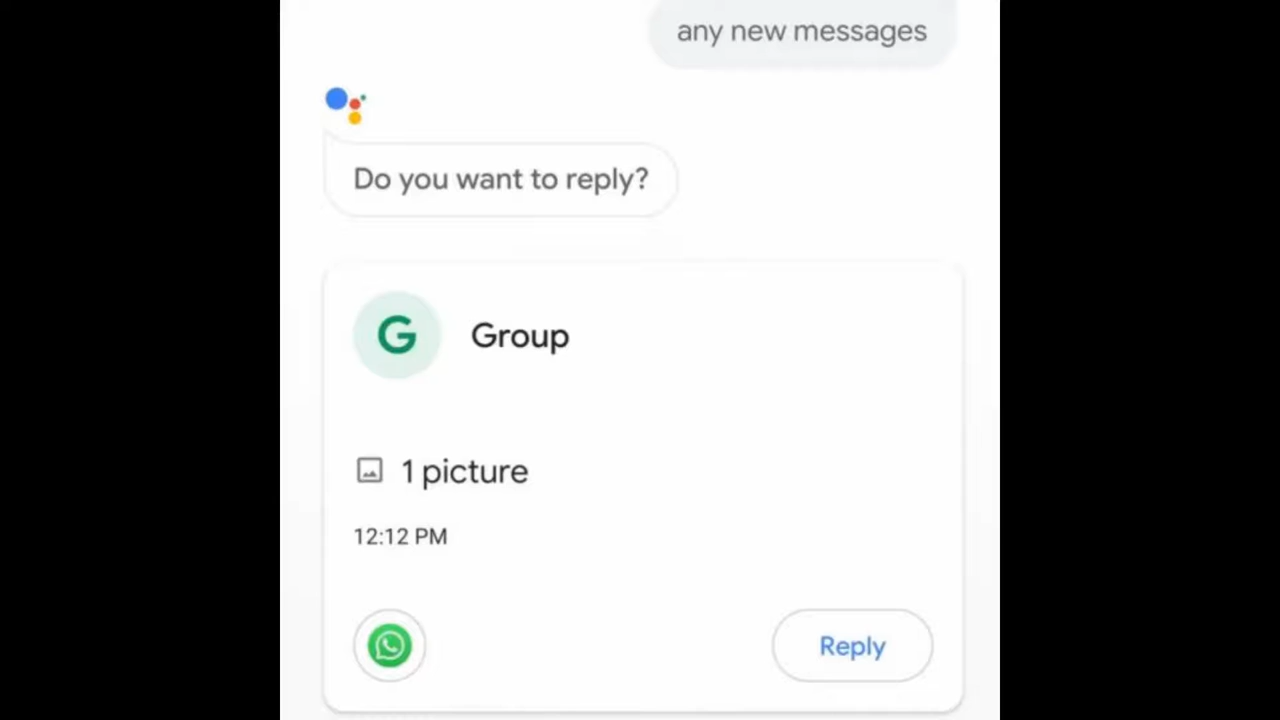 any new messages
Do you want to reply?
G
Group
1 picture
12:12 PM
Reply